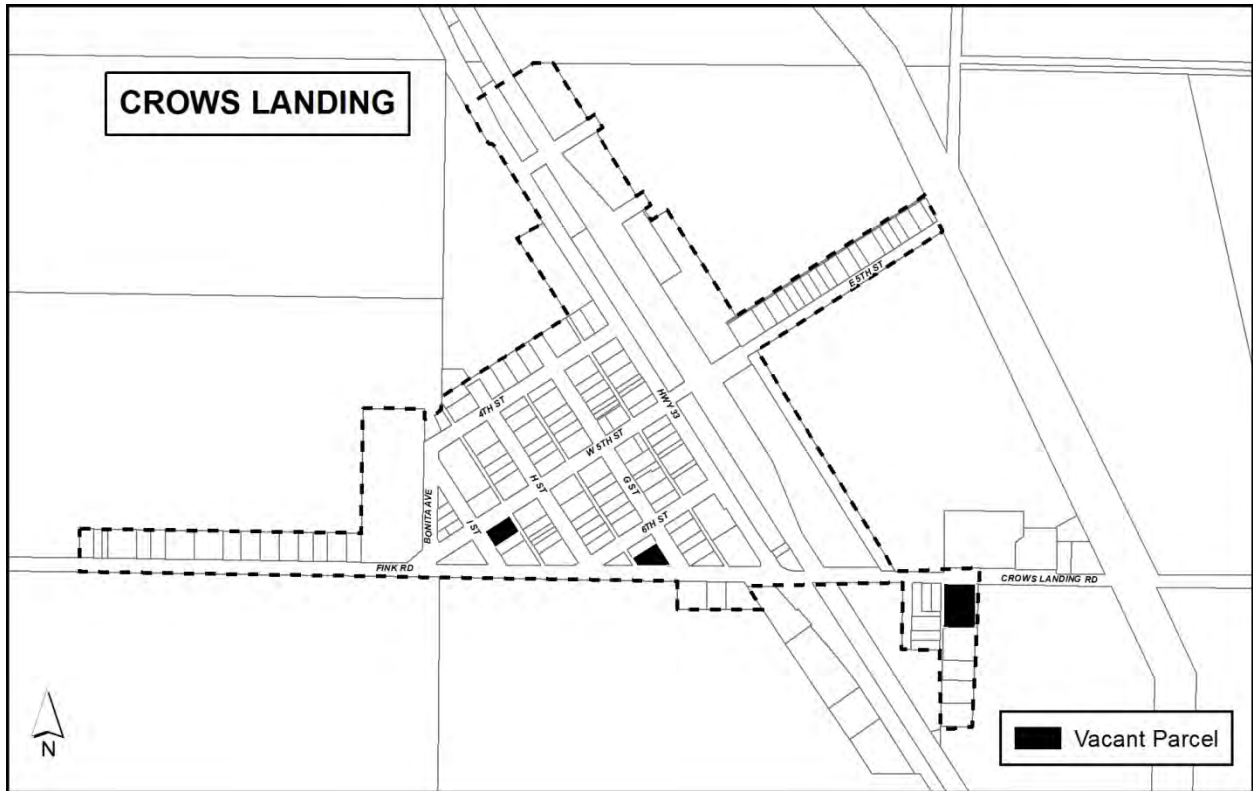 CROWS LANDING
E 5TH ST
HWY 33
4TH ST
W 5TH ST
H ST
G ST
BONITA AVE
I ST
6TH ST
FINK RD
CROWS LANDING RD
N
Vacant Parcel